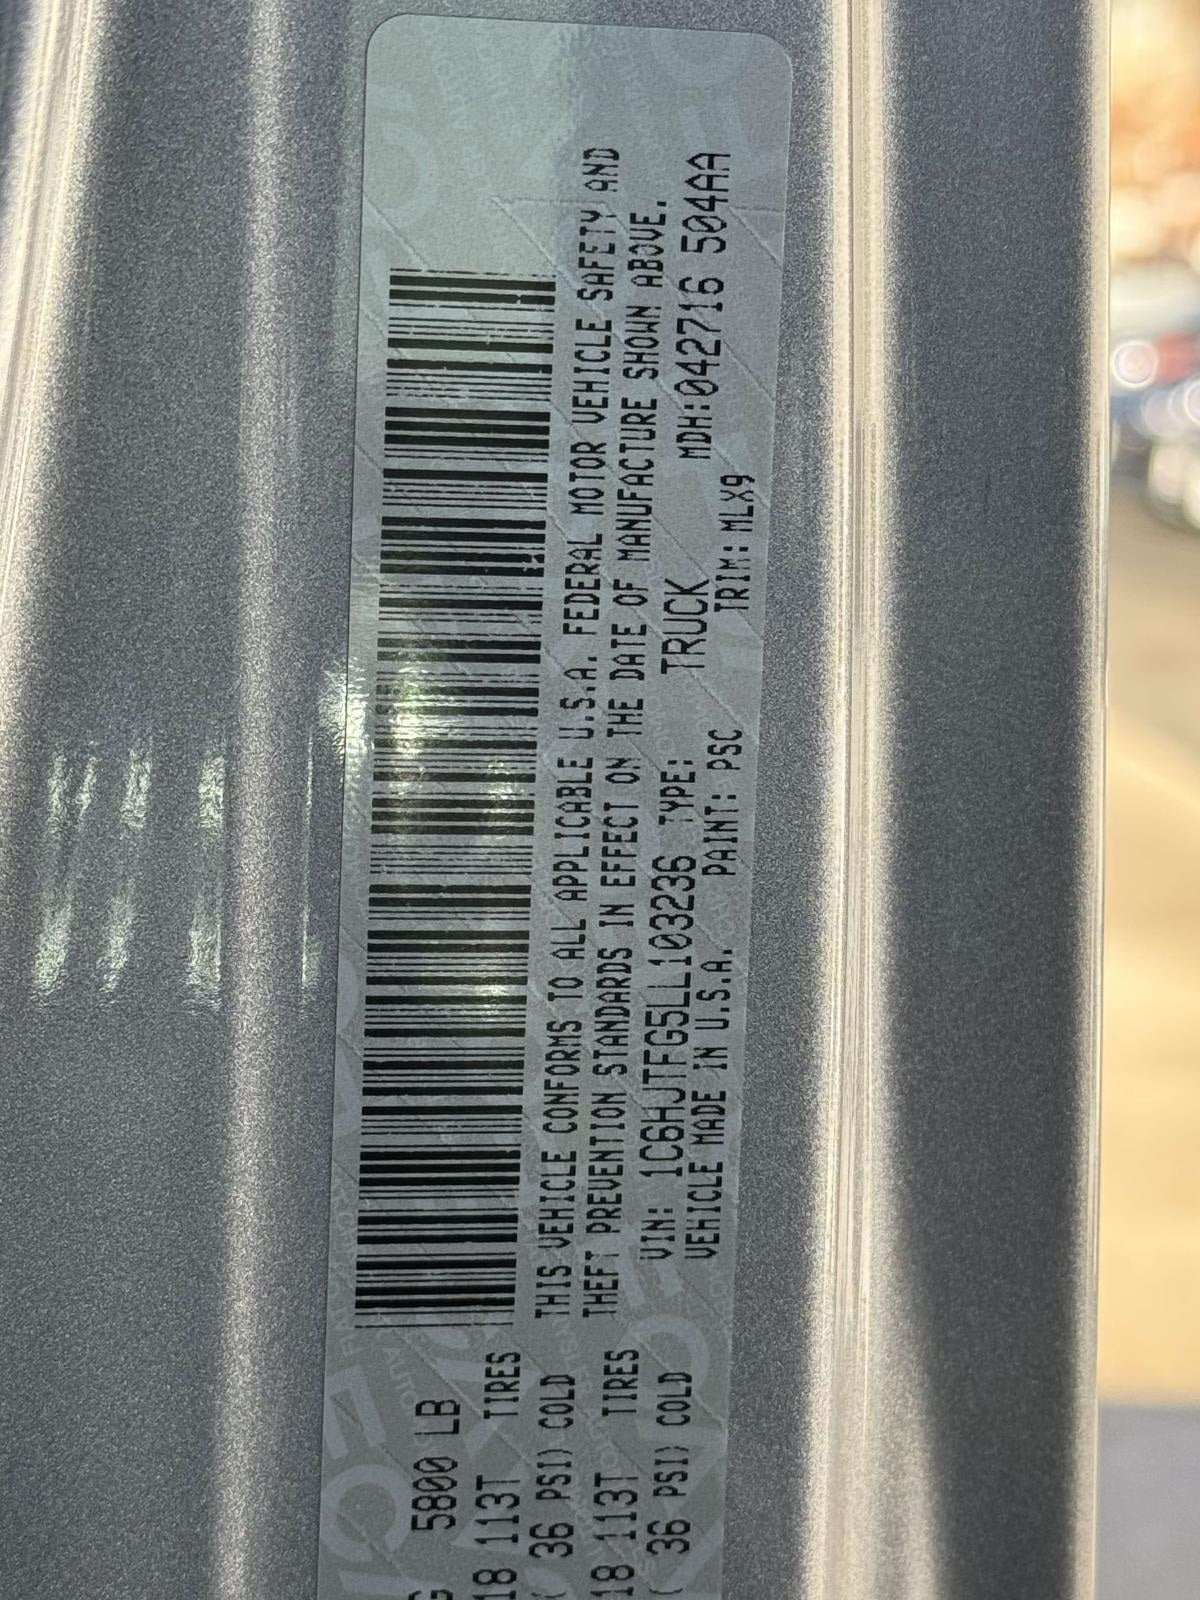 5800 LB
18 113T TIRES
36 PSI) COLD
18 113T TIRES
( 36 PSI) COLD
THIS VEHICLE CONFORMS TO ALL APPLICABLE U.S.A. FEDERAL MOTOR VEHICLE SAFETY AND
THEFT PREVENTION STANDARDS IN EFFECT ON THE DATE OF MANUFACTURE SHOWN ABOVE.
VIN: 1C6HJTFG5LL103236 TYPE: TRUCK MDH:042716 504AA
VEHICLE MADE IN U.S.A. PAINT: PSC TRIM: MLX9